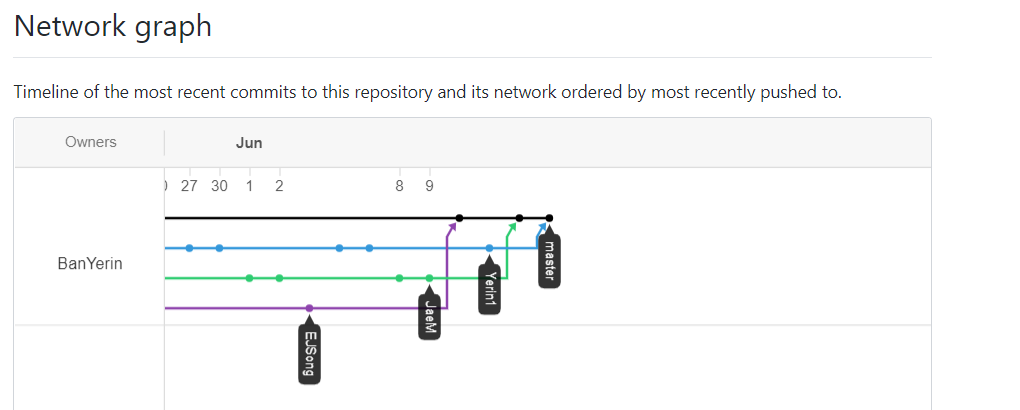 Network graph
Timeline of the most recent commits to this repository and its network ordered by most recently pushed to.
Owners
Jun
27 30 1 2 8 9
BanYerin
master
Yerin1
JaeM
EJSong